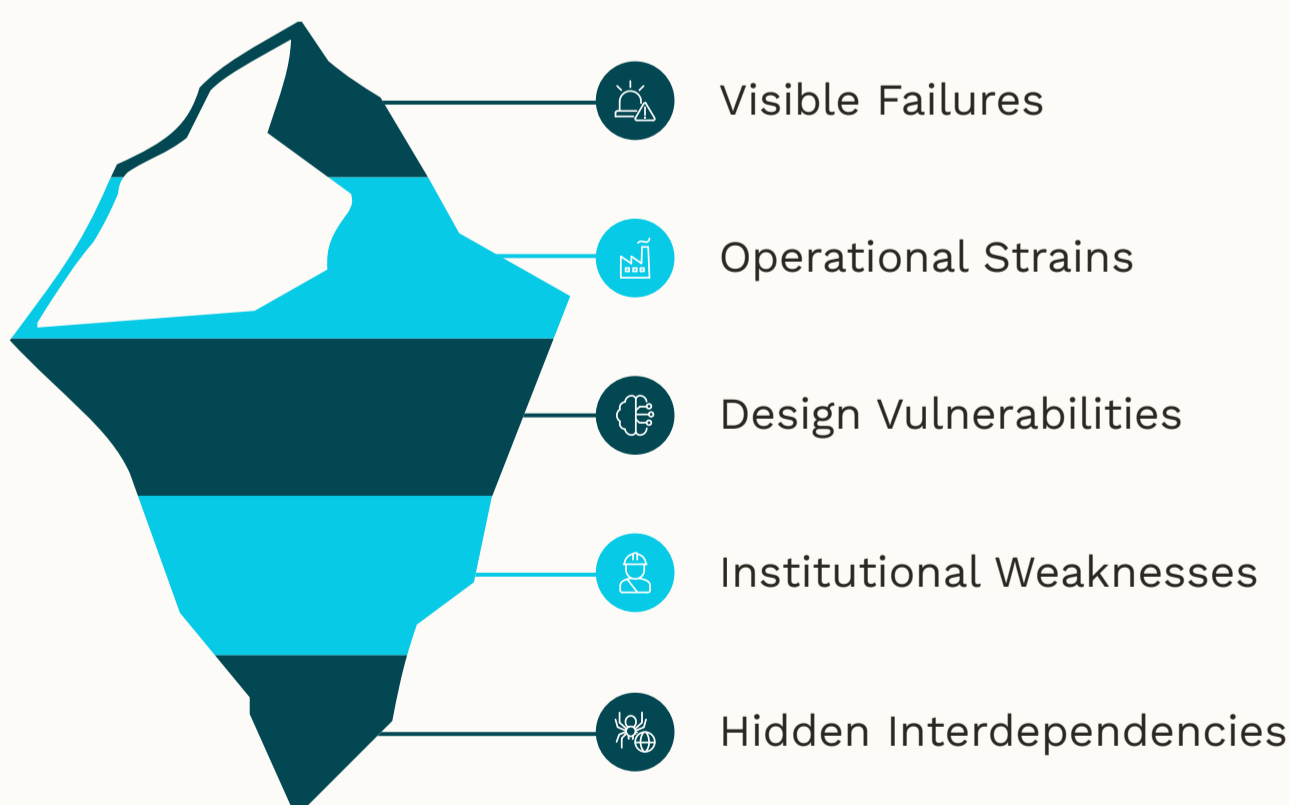 Visible Failures
Operational Strains
Design Vulnerabilities
Institutional Weaknesses
Hidden Interdependencies